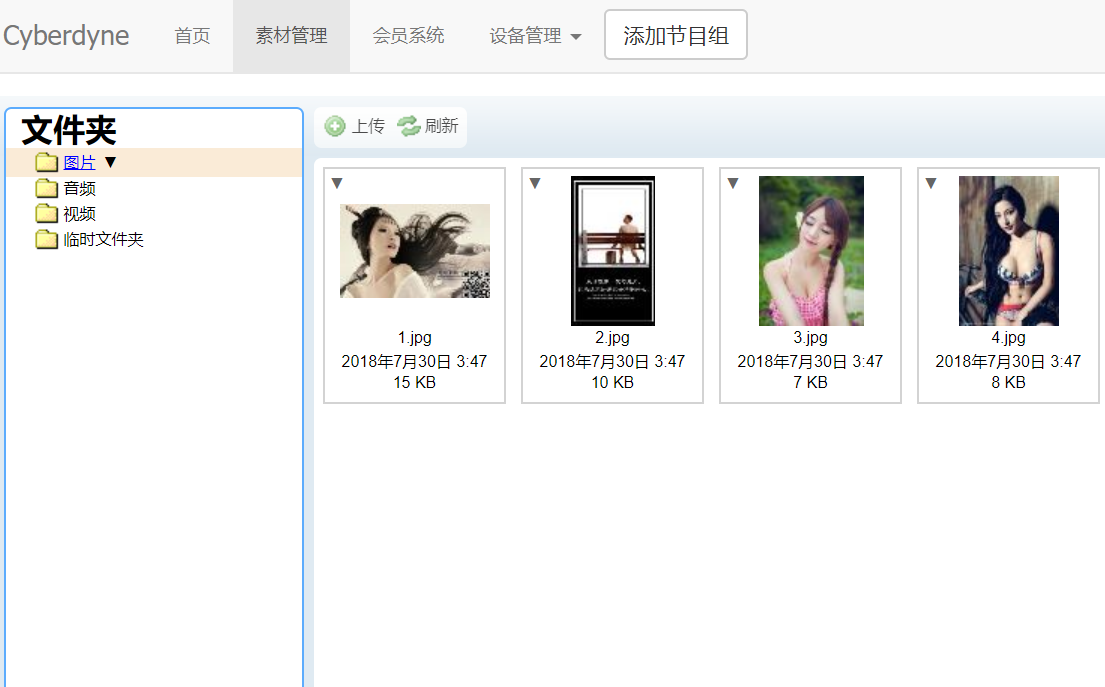 Cyberdyne 首页 素材管理 会员系统 设备管理 添加节目组
文件夹
图片 ▼
音频
视频
临时文件夹
上传 刷新
1.jpg
2018年7月30日 3:47
15 KB
2.jpg
2018年7月30日 3:47
10 KB
3.jpg
2018年7月30日 3:47
7 KB
4.jpg
2018年7月30日 3:47
8 KB